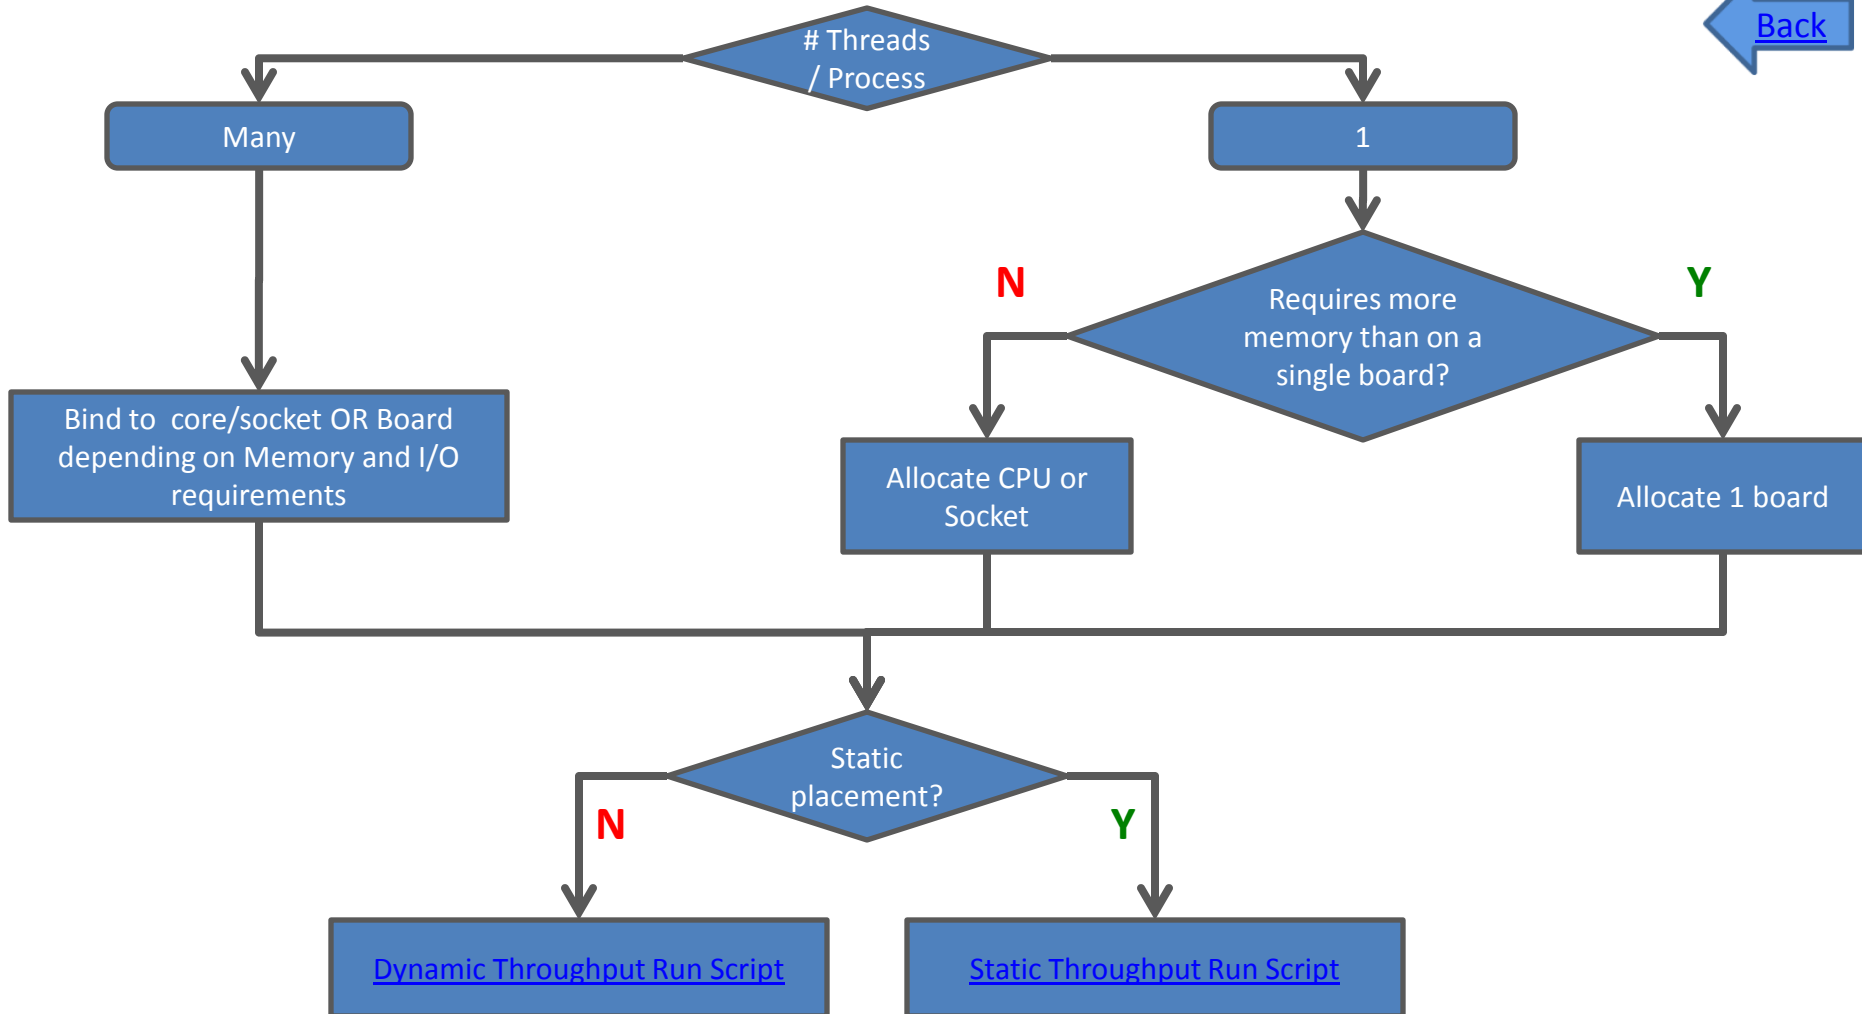 # Threads
/ Process
Back
Many
1
N
Y
Requires more
memory than on a
single board?
Bind to  core/socket OR Board
depending on Memory and I/O
requirements
Allocate CPU or
Socket
Allocate 1 board
Static
placement?
N
Y
Dynamic Throughput Run Script
Static Throughput Run Script